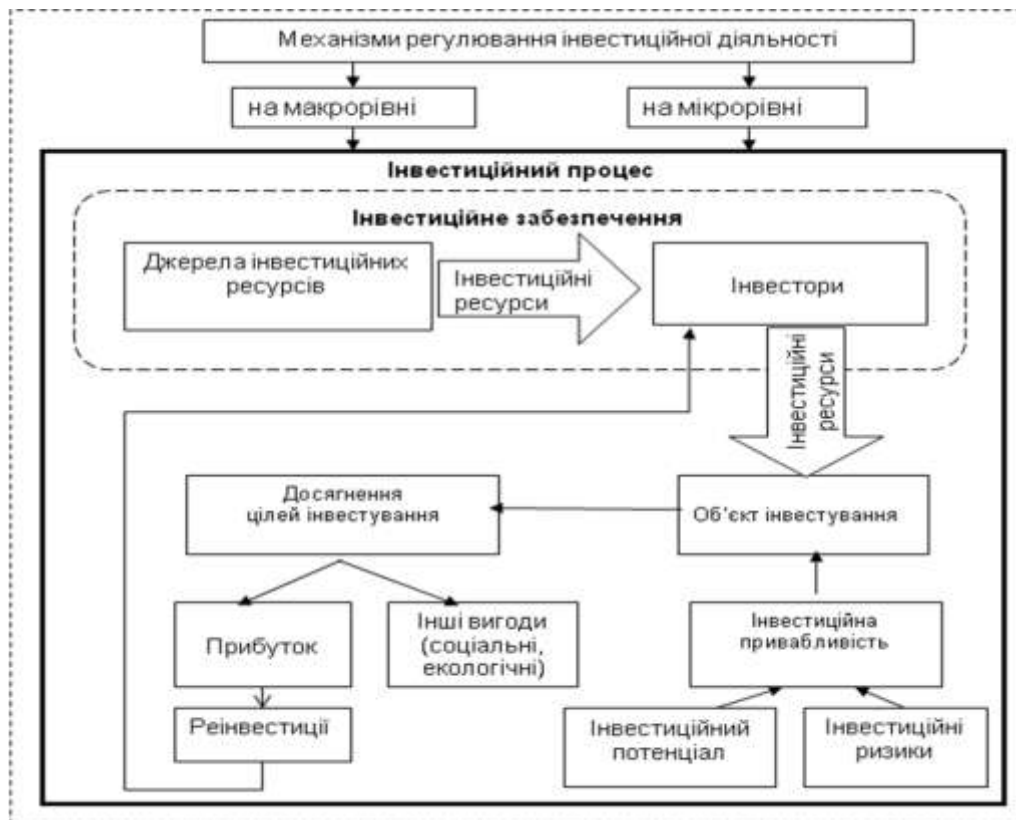 Механізми регулювання інвестиційної діяльності
на макрорівні
на мікрорівні
Інвестиційний процес
Інвестиційне забезпечення
Джерела інвестиційних
ресурсів
Інвестиційні
ресурси
Інвестори
Інвестиційні
ресурси
Досягнення
цілей інвестування
Об'єкт інвестування
Прибуток
Інші вигоди
(соціальні,
екологічні)
Інвестиційна
привабливість
Реінвестиції
Інвестиційний
потенціал
Інвестиційні
ризики